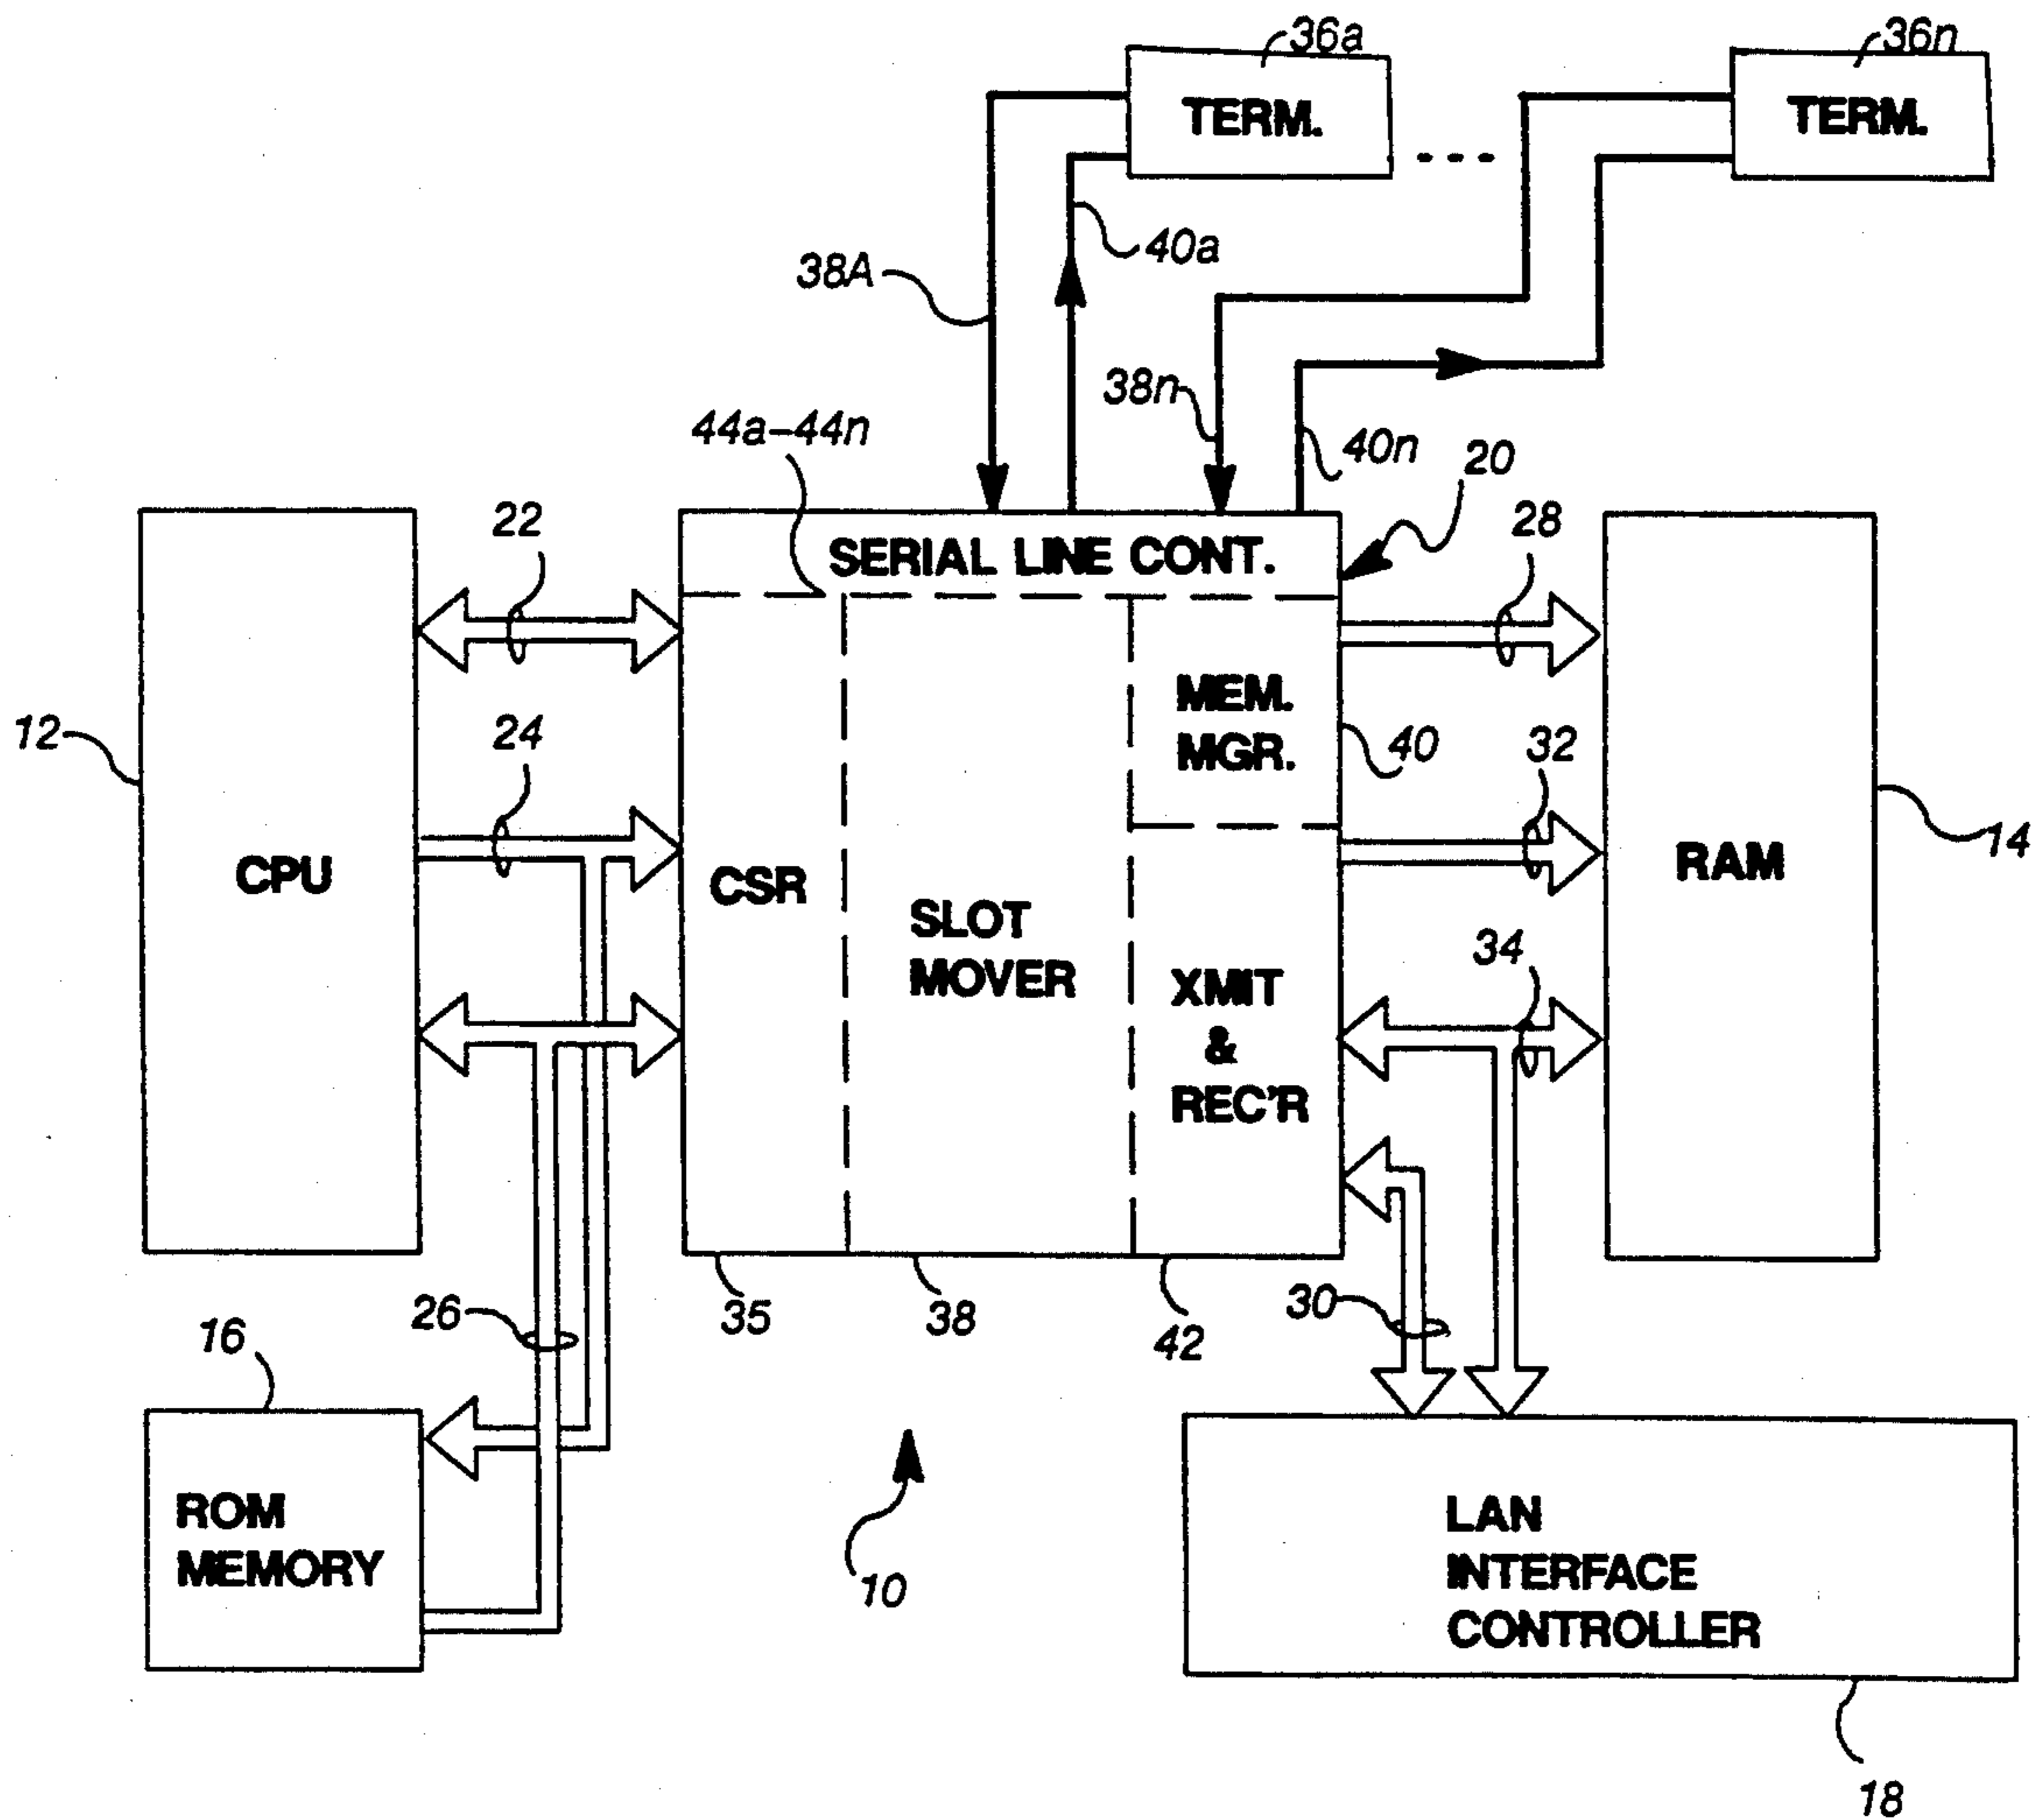 36a
36n
TERM.
TERM.
40a
38A
38n
44a-44n
40n
20
22
28
SERIAL LINE CONT.
12
24
MEM.
MGR.
40
32
14
CPU
CSR
RAM
SLOT
MOVER
34
XMIT
&
REC'R
26
35
38
42
30
16
ROM
MEMORY
10
LAN
INTERFACE
CONTROLLER
18